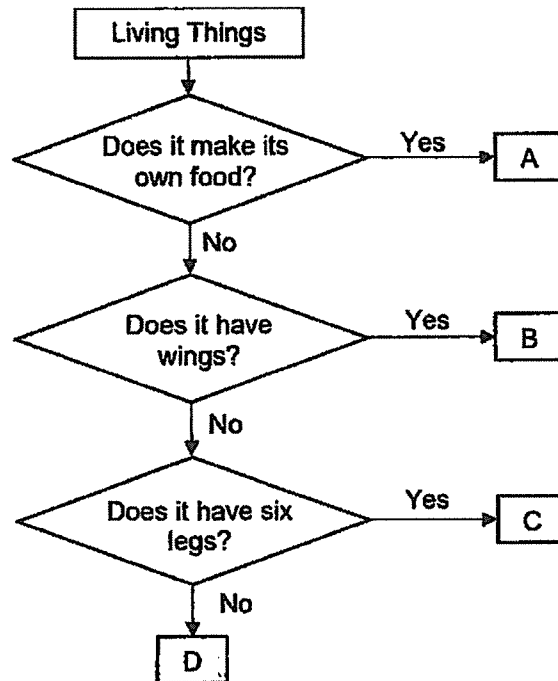 Living Things
Does it make its
own food?
Yes
A
No
Does it have
wings?
Yes
B
No
Does it have six
legs?
Yes
C
No
D